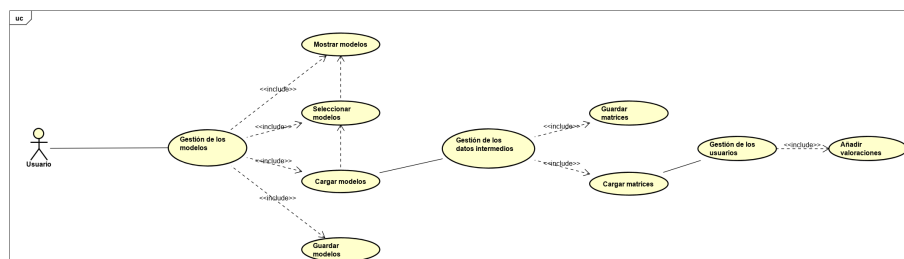 uc
Mostrar modelos
<<include>>
Seleccionar
modelos
<<include>>
Guardar
matrices
<<include>>
Usuario
Gestión de los
modelos
Gestión de los
datos intermedios
Gestión de los
usuarios
<<include>>
Añadir
valoraciones
<<include>>
Cargar modelos
<<include>>
Cargar matrices
<<include>>
Guardar
modelos